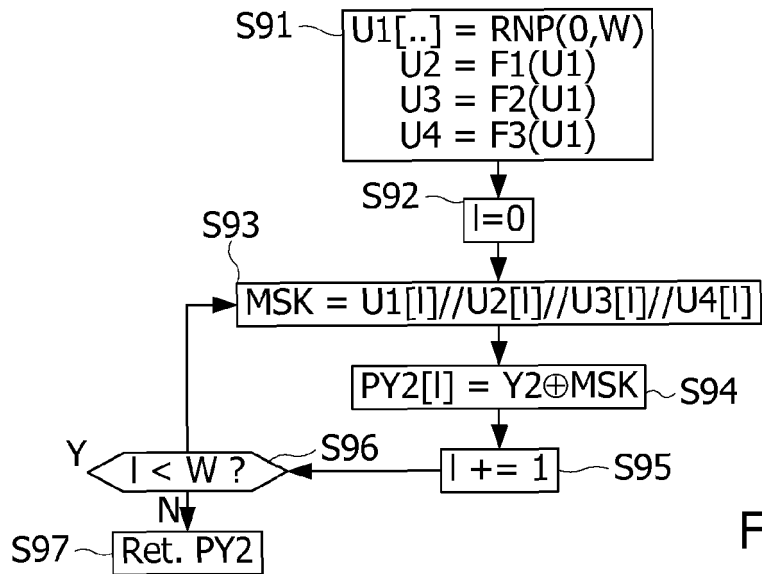 S91
U1[..] = RNP(0,W)
U2 = F1(U1)
U3 = F2(U1)
U4 = F3(U1)
S92
I=0
S93
MSK = U1[I]//U2[I]//U3[I]//U4[I]
PY2[I] = Y2⊕MSK
S94
I += 1
S95
Y
I < W ?
S96
N
S97
Ret. PY2
F